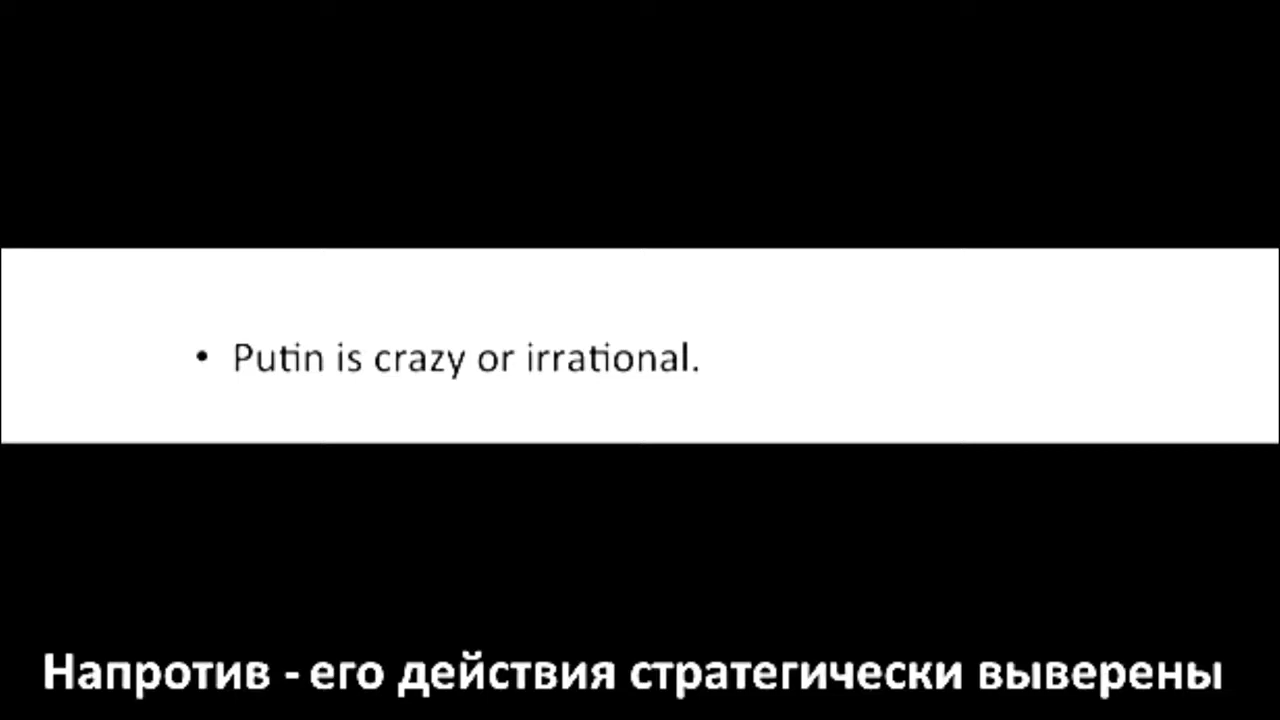 • Putin is crazy or irrational.
Напротив - его действия стратегически выверены